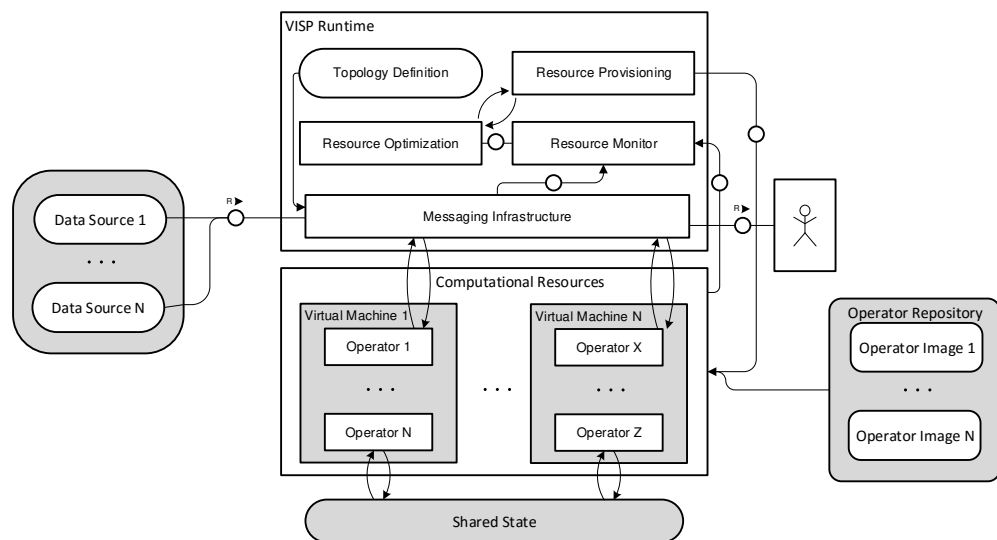 VISP Runtime
Topology Definition
Resource Provisioning
Resource Optimization
Resource Monitor
Messaging Infrastructure
R
R
Data Source 1
. . .
Data Source N
Computational Resources
Virtual Machine 1
Operator 1
. . .
Operator N
. . .
Virtual Machine N
Operator X
. . .
Operator Z
Operator Repository
Operator Image 1
. . .
Operator Image N
Shared State